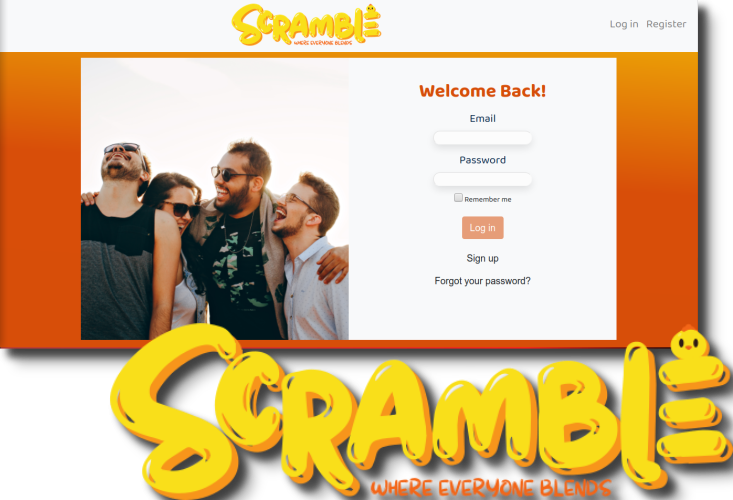 SCRAMBLE
WHERE EVERYONE BLENDS
Log in Register
Welcome Back!
Email
Password
Remember me
Log in
Sign up
Forgot your password?
SCRAMBLE
WHERE EVERYONE BLENDS